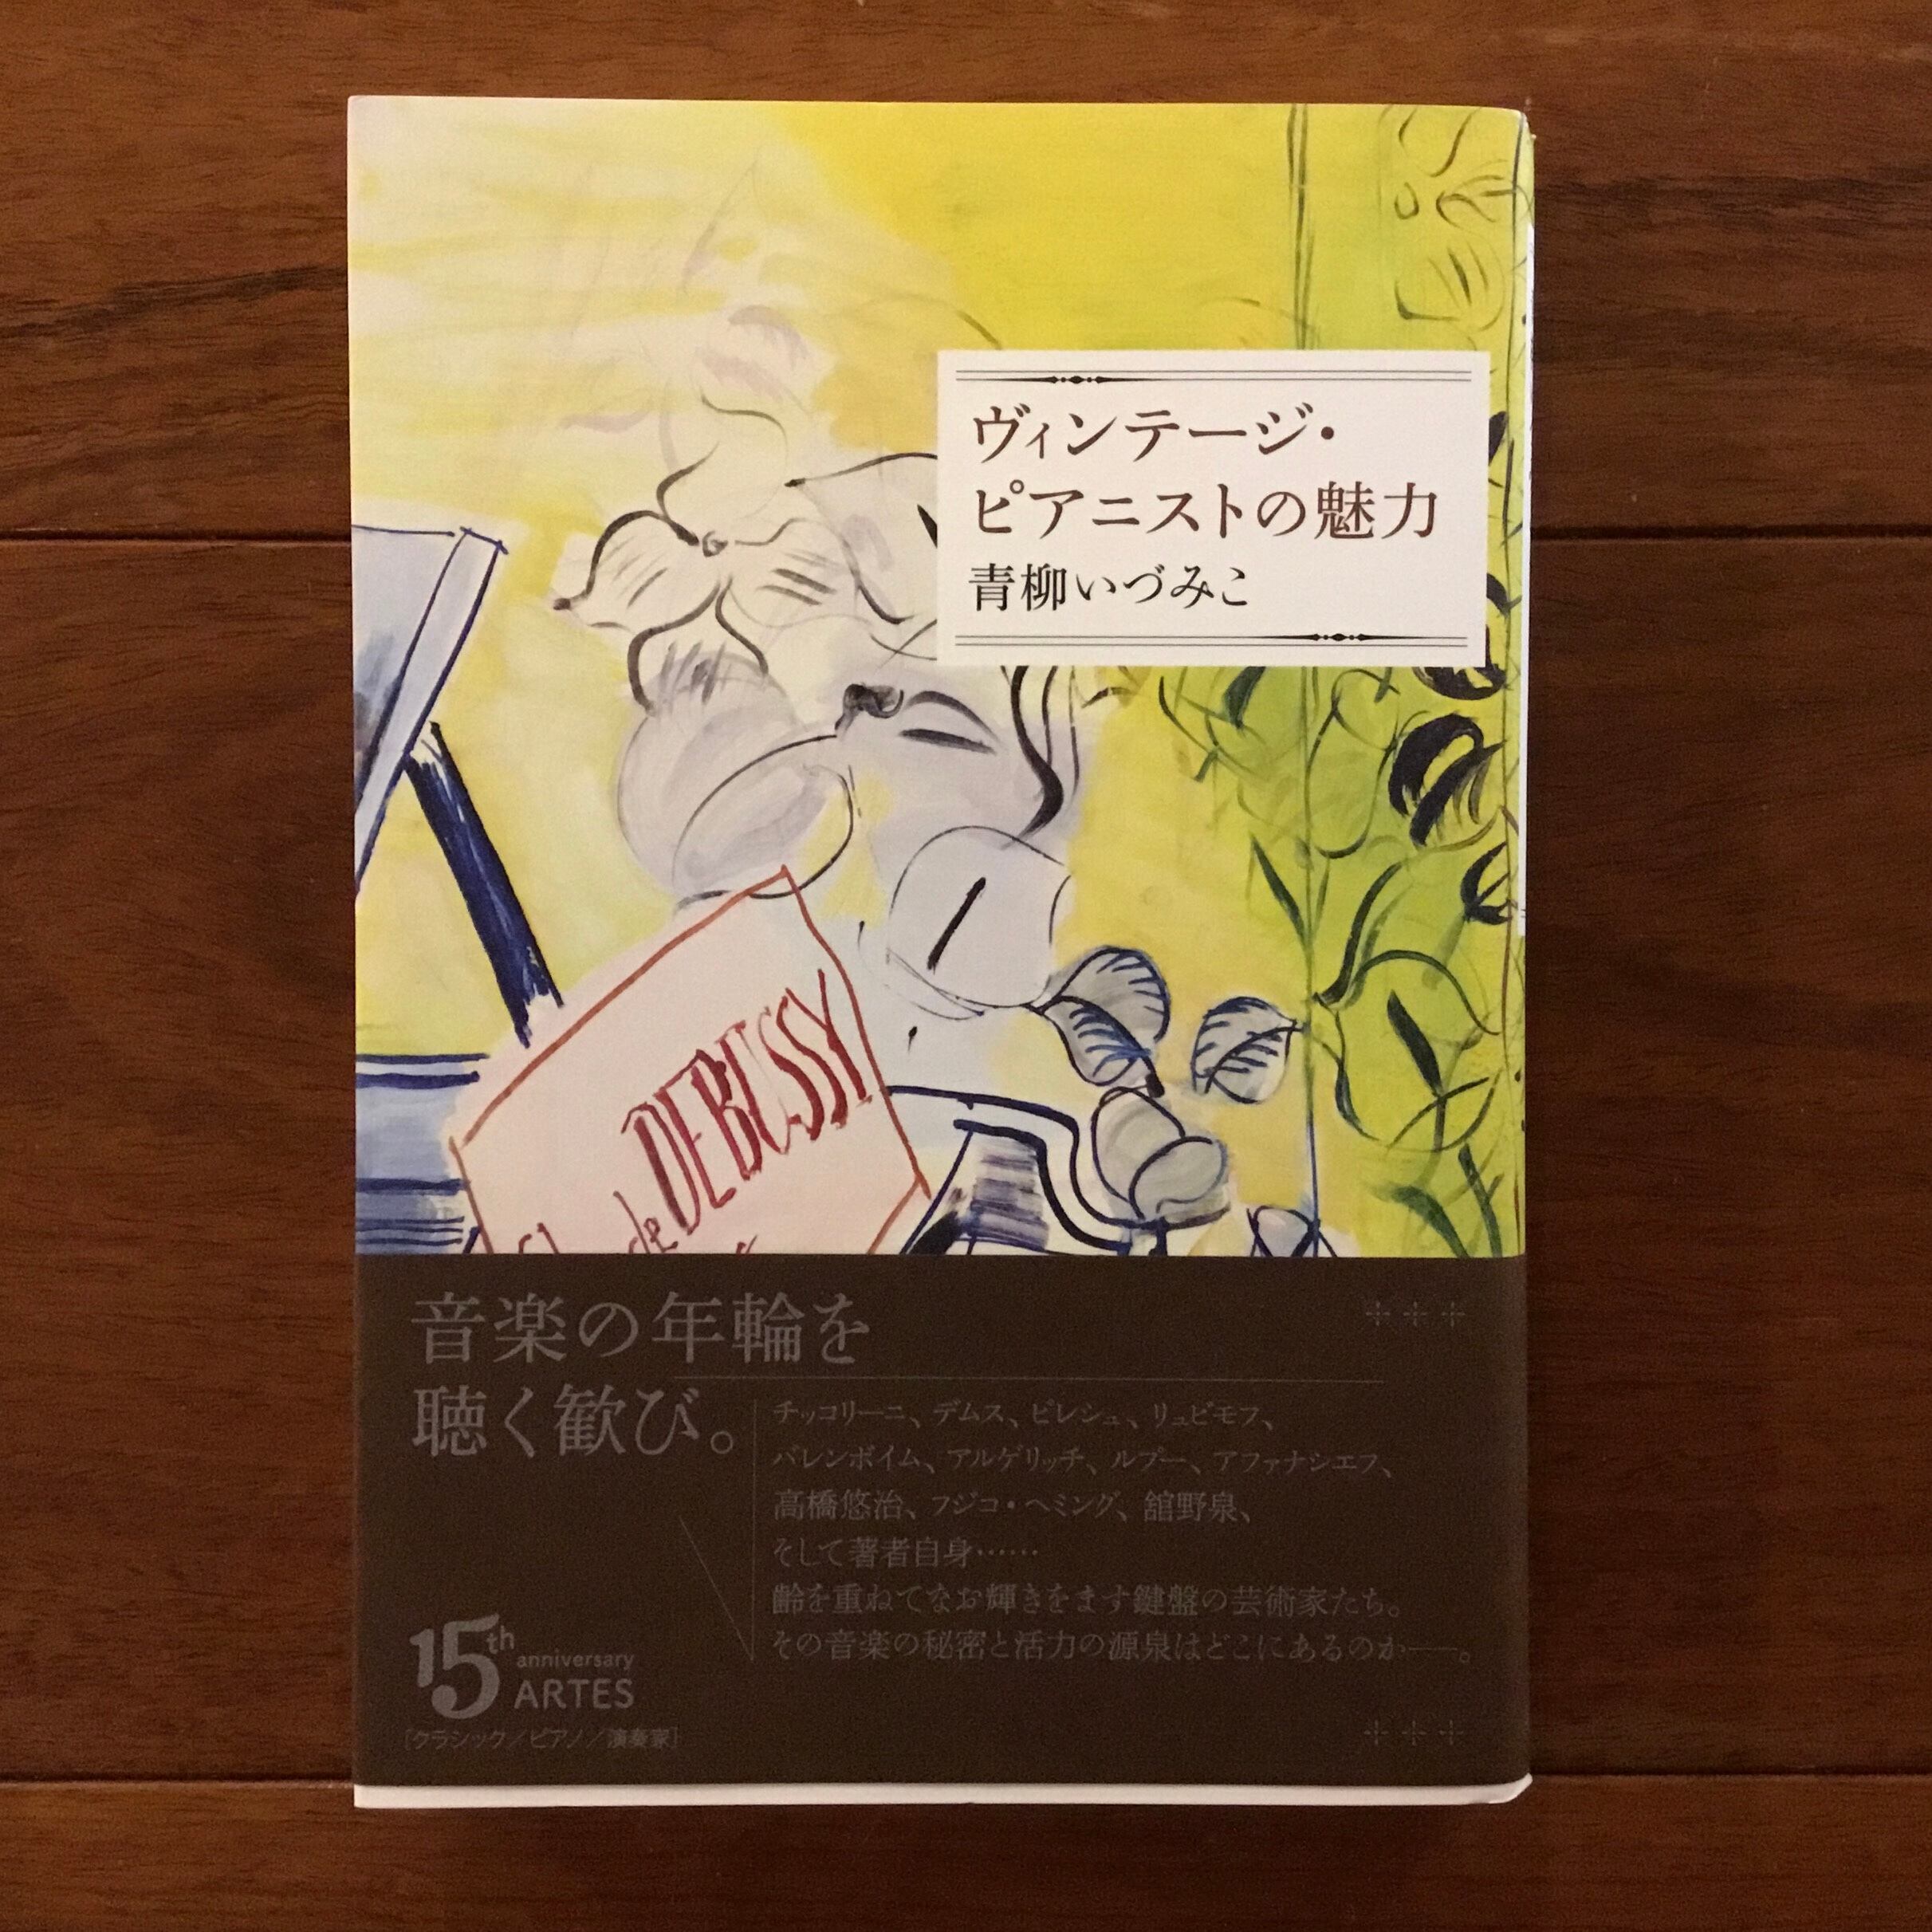 ヴィンテージ・
ピアニストの魅力
青柳いづみこ
de DEBUSSY
音楽の年輪を
聴く歓び。
チッコリーニ、デムス、ピレシュ、リュビモフ、
バレンボイム、アルゲリッチ、ルプー、アファナシエフ、
高橋悠治、フジコ・ヘミング、舘野泉、
そして著者自身……
齢を重ねてなお輝きをます鍵盤の芸術家たち。
その音楽の秘密と活力の源泉はどこにあるのか──。
15th anniversary
ARTES
[クラシック／ピアノ／演奏家]